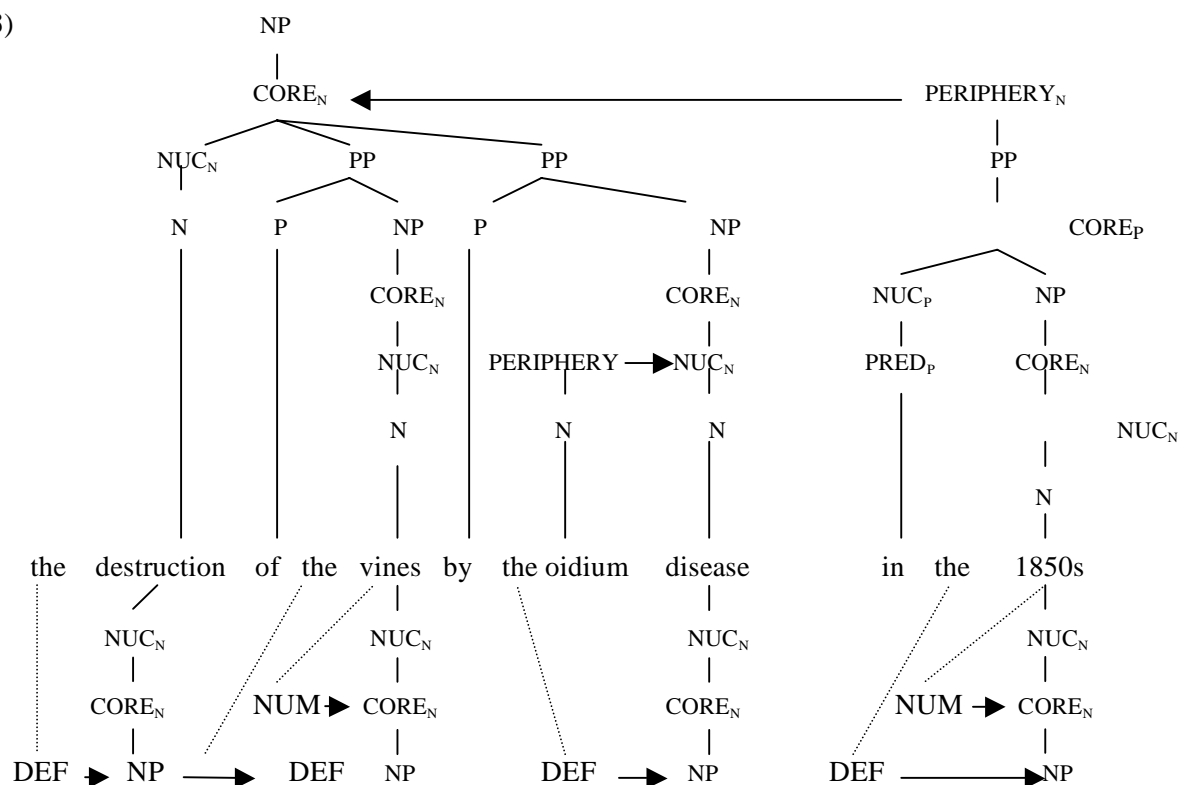 3)
NP
CORE_N PERIPHERY_N
NUC_N PP PP PP
N P NP P NP CORE_P
CORE_N CORE_N NUC_P NP
NUC_N PERIPHERY NUC_N PRED_P CORE_N
N N N NUC_N
N
the destruction of the vines by the oidium disease in the 1850s
NUC_N NUC_N NUC_N NUC_N
CORE_N NUM CORE_N CORE_N NUM CORE_N
DEF NP DEF NP DEF NP DEF NP